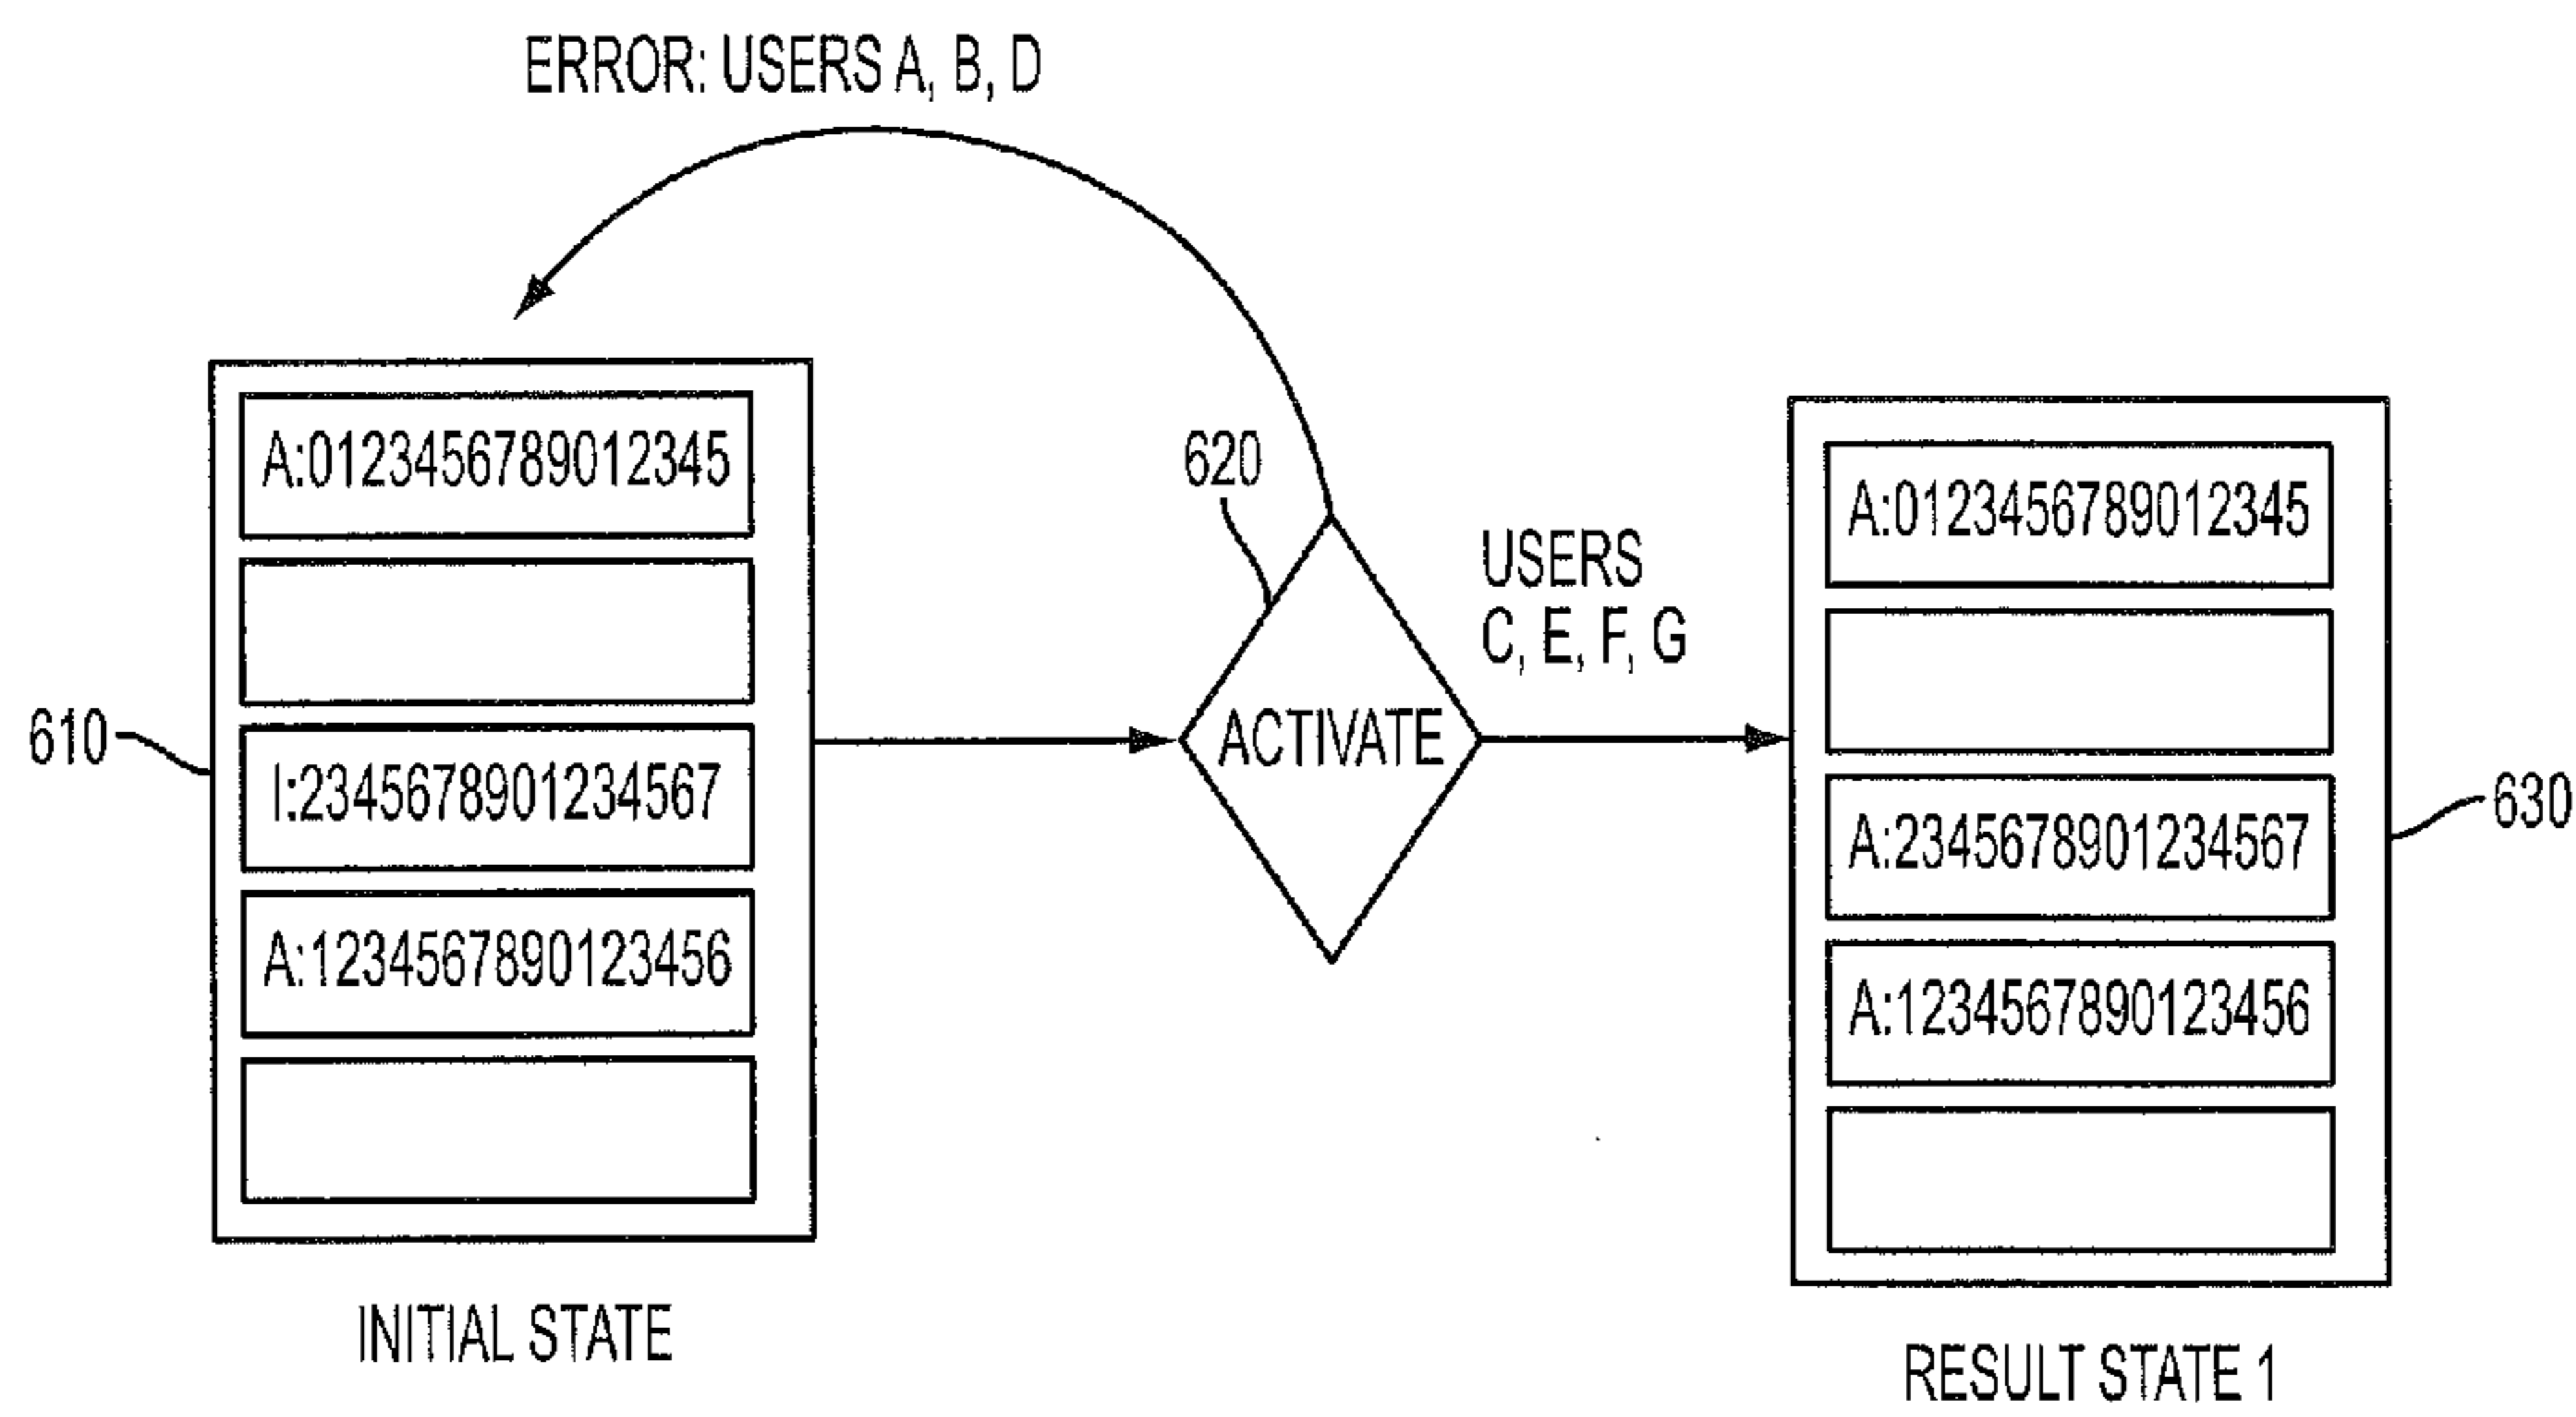 ERROR: USERS A, B, D
A:0123456789012345
620
A:0123456789012345
USERS
C, E, F, G
610
I:2345678901234567
ACTIVATE
A:2345678901234567
630
A:1234567890123456
A:1234567890123456
INITIAL STATE
RESULT STATE 1